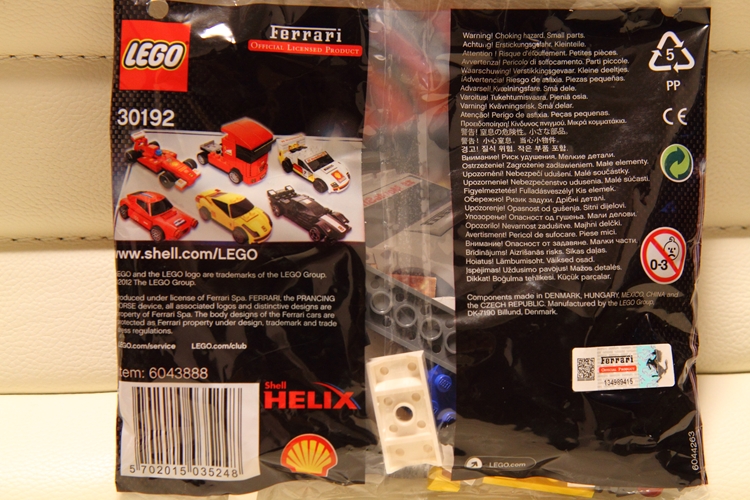 LEGO
Ferrari
OFFICIAL LICENSED PRODUCT
30192
www.shell.com/LEGO
LEGO and the LEGO logo are trademarks of the LEGO Group.
©2012 The LEGO Group.
produced under license of Ferrari Spa. FERRARI, the PRANCING
HORSE device, all associated logos and distinctive designs are
property of Ferrari Spa. The body designs of the Ferrari cars are
protected as Ferrari property under design, trademark and trade
dress regulations.
LEGO.com/service LEGO.com/club
Item: 6043888
5 702015 035248
Shell
HELIX
Warning! Choking hazard. Small parts.
Achtung! Erstickungsgefahr. Kleinteile.
Attention ! Risque d'étouffement. Petites pièces.
Avvertenza! Pericolo di soffocamento. Parti piccole.
Waarschuwing! Verstikkingsgevaar. Kleine deeltjes.
¡Advertencia! Riesgo de asfixia. Piezas pequeñas.
Advarsel! Kvælningsfare. Små dele.
Varoitus! Tukehtumisvaara. Pieniä osia.
Varning! Kvävningsrisk. Små delar.
Atenção! Perigo de asfixia. Peças pequenas.
Προειδοποίηση! Κίνδυνος πνιγμού. Μικρά κομματάκια.
警告! 窒息の危険性。小さな部品。
警告! 小心窒息。当心小物件。
경고! 질식 위험. 작은 부품 포함.
Внимание! Риск удушения. Мелкие детали.
Ostrzeżenie! Zagrożenie zadławieniem. Małe elementy.
Upozornění! Nebezpečí udušení. Malé součástky.
Upozornenie! Nebezpečenstvo udusenia. Malé súčasti.
Figyelmeztetés! Fulladásveszély! Kis elemek.
Обережно! Ризик задухи. Дрібні деталі.
Upozorenje! Opasnost od gušenja. Sitni dijelovi.
Упозорење! Опасност од гушења. Мали делови.
Opozorilo! Nevarnost zadušitve. Majhni delčki.
Avertisment! Pericol de sufocare. Piese mici.
Внимание! Опасност от задавяне. Малки части.
Brīdinājums! Aizrīšanās risks. Sīkas daļas.
Hoiatus! Lämbumisoht. Väiksed osad.
Įspėjimas! Uždusimo pavojus! Mažos detalės.
Dikkat! Boğulma tehlikesi. Küçük parçalar.
Components made in DENMARK, HUNGARY, MEXICO, CHINA and
the CZECH REPUBLIC. Manufactured by the LEGO Group,
DK-7190 Billund, Denmark.
5
PP
CE
0-3
Ferrari
OFFICIAL PRODUCT
134989415
LEGO.com
6044263